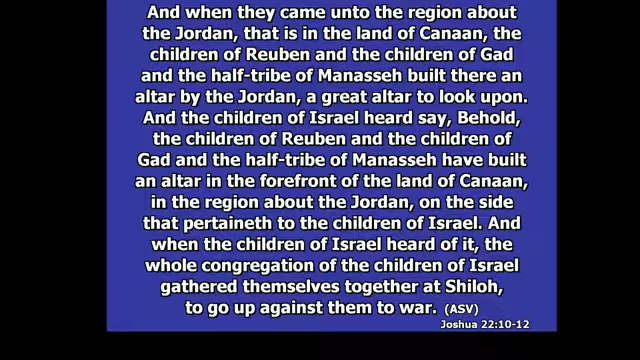 And when they came unto the region about
the Jordan, that is in the land of Canaan, the
children of Reuben and the children of Gad
and the half-tribe of Manasseh built there an
altar by the Jordan, a great altar to look upon.
And the children of Israel heard say, Behold,
the children of Reuben and the children of
Gad and the half-tribe of Manasseh have built
an altar in the forefront of the land of Canaan,
in the region about the Jordan, on the side
that pertaineth to the children of Israel. And
when the children of Israel heard of it, the
whole congregation of the children of Israel
gathered themselves together at Shiloh,
to go up against them to war. (ASV)
Joshua 22:10-12